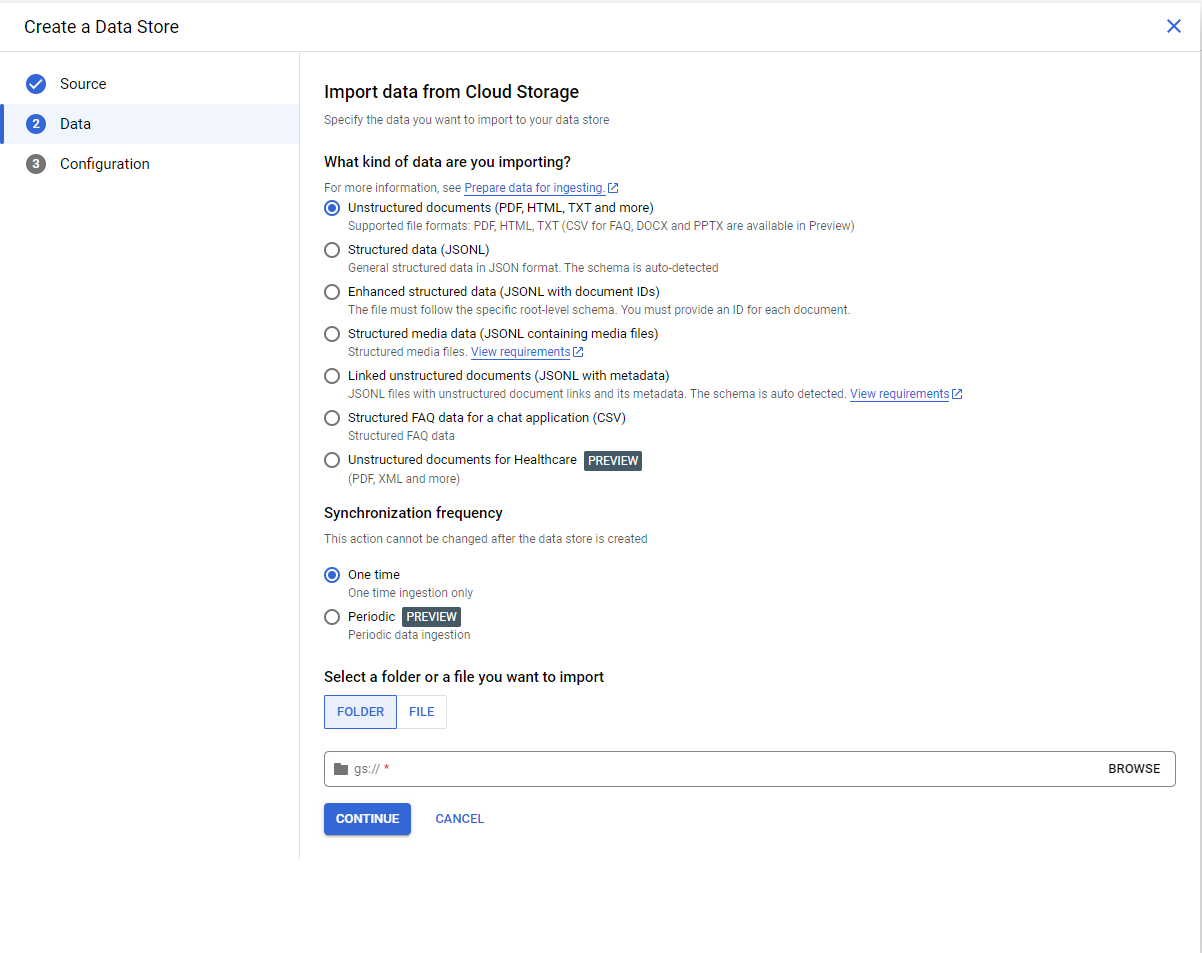 Create a Data Store
Source
2 Data
3 Configuration
Import data from Cloud Storage
Specify the data you want to import to your data store
What kind of data are you importing?
For more information, see Prepare data for ingesting.
Unstructured documents (PDF, HTML, TXT and more)
Supported file formats: PDF, HTML, TXT (CSV for FAQ, DOCX and PPTX are available in Preview)
Structured data (JSONL)
General structured data in JSON format. The schema is auto-detected
Enhanced structured data (JSONL with document IDs)
The file must follow the specific root-level schema. You must provide an ID for each document.
Structured media data (JSONL containing media files)
Structured media files. View requirements
Linked unstructured documents (JSONL with metadata)
JSONL files with unstructured document links and its metadata. The schema is auto detected. View requirements
Structured FAQ data for a chat application (CSV)
Structured FAQ data
Unstructured documents for Healthcare PREVIEW
(PDF, XML and more)
Synchronization frequency
This action cannot be changed after the data store is created
One time
One time ingestion only
Periodic PREVIEW
Periodic data ingestion
Select a folder or a file you want to import
FOLDER FILE
gs:// * BROWSE
CONTINUE CANCEL